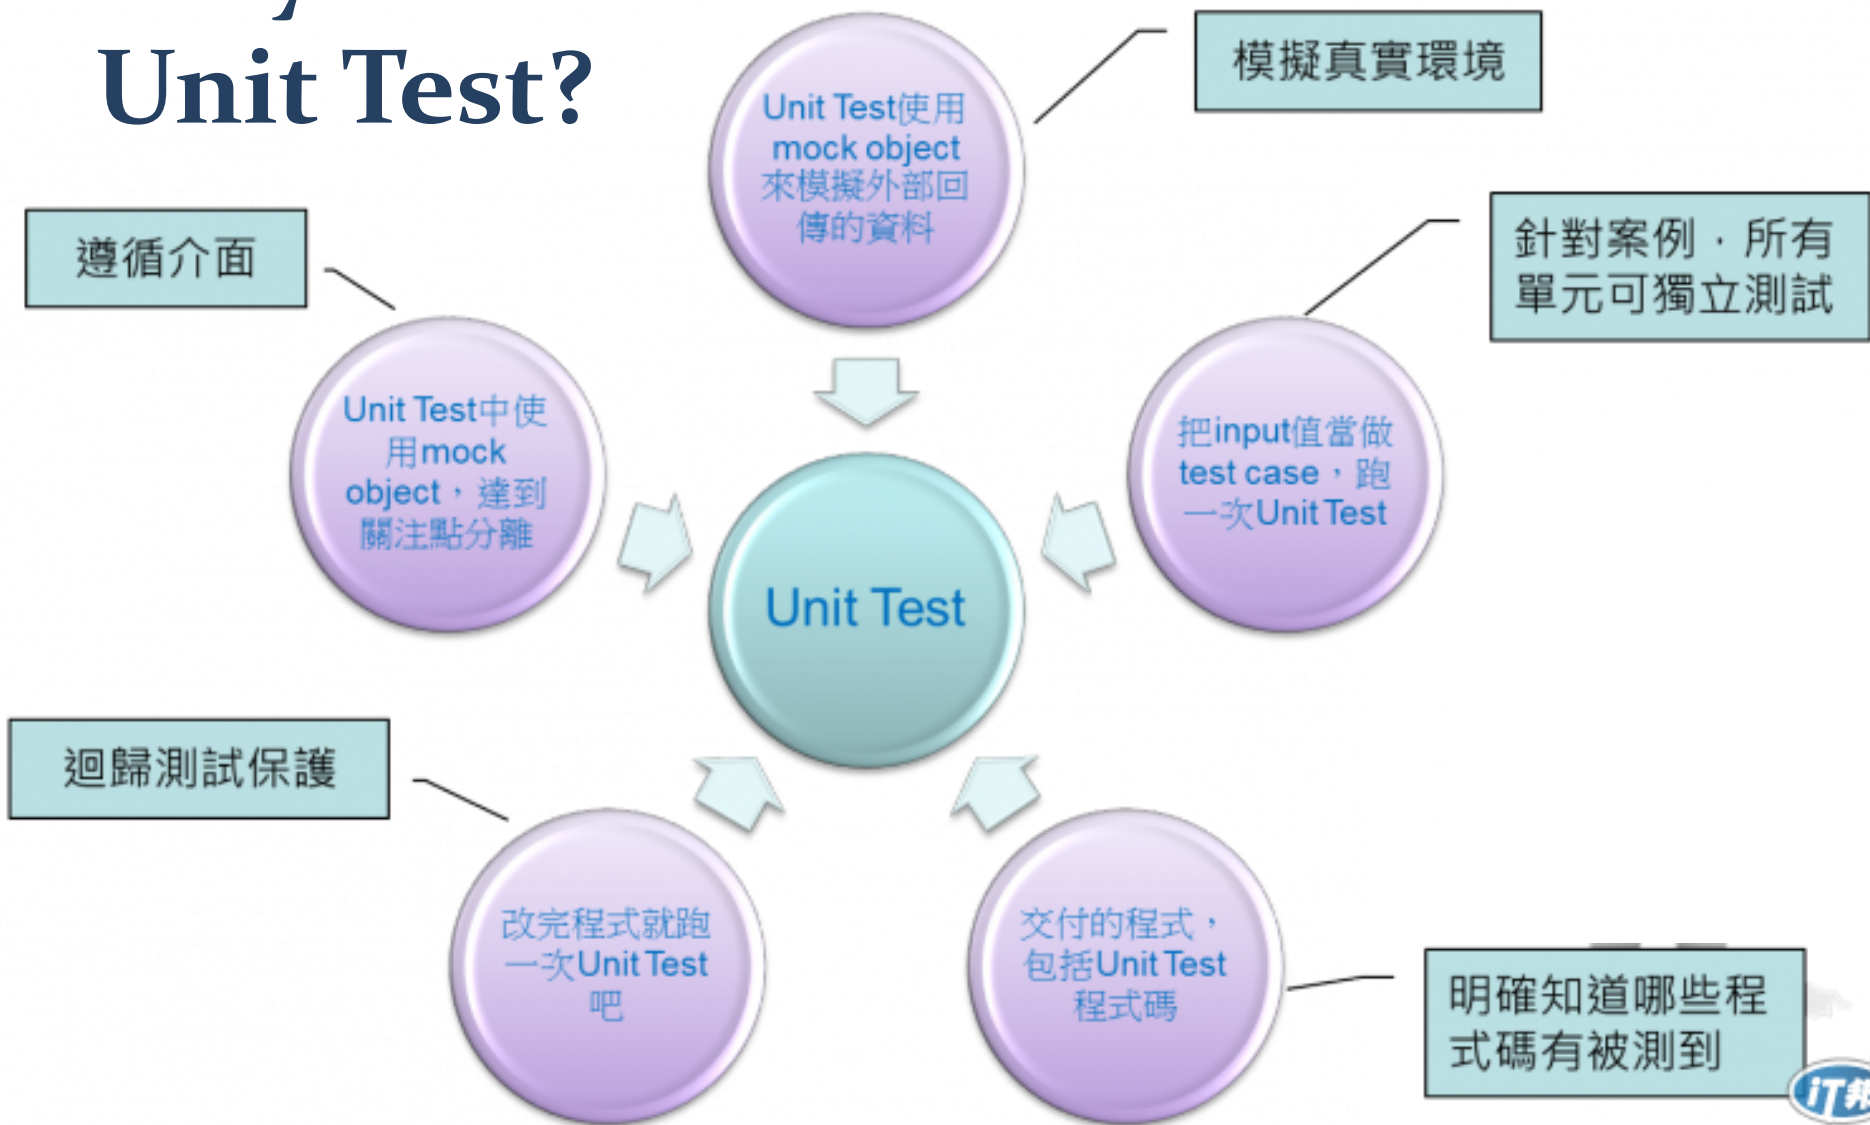 Unit Test?
Unit Test使用
mock object
來模擬外部回
傳的資料
模擬真實環境
遵循介面
Unit Test中使
用mock
object，達到
關注點分離
針對案例．所有
單元可獨立測試
把input值當做
test case，跑
一次Unit Test
Unit Test
迴歸測試保護
改完程式就跑
一次Unit Test
吧
交付的程式，
包括Unit Test
程式碼
明確知道哪些程
式碼有被測到
iT邦